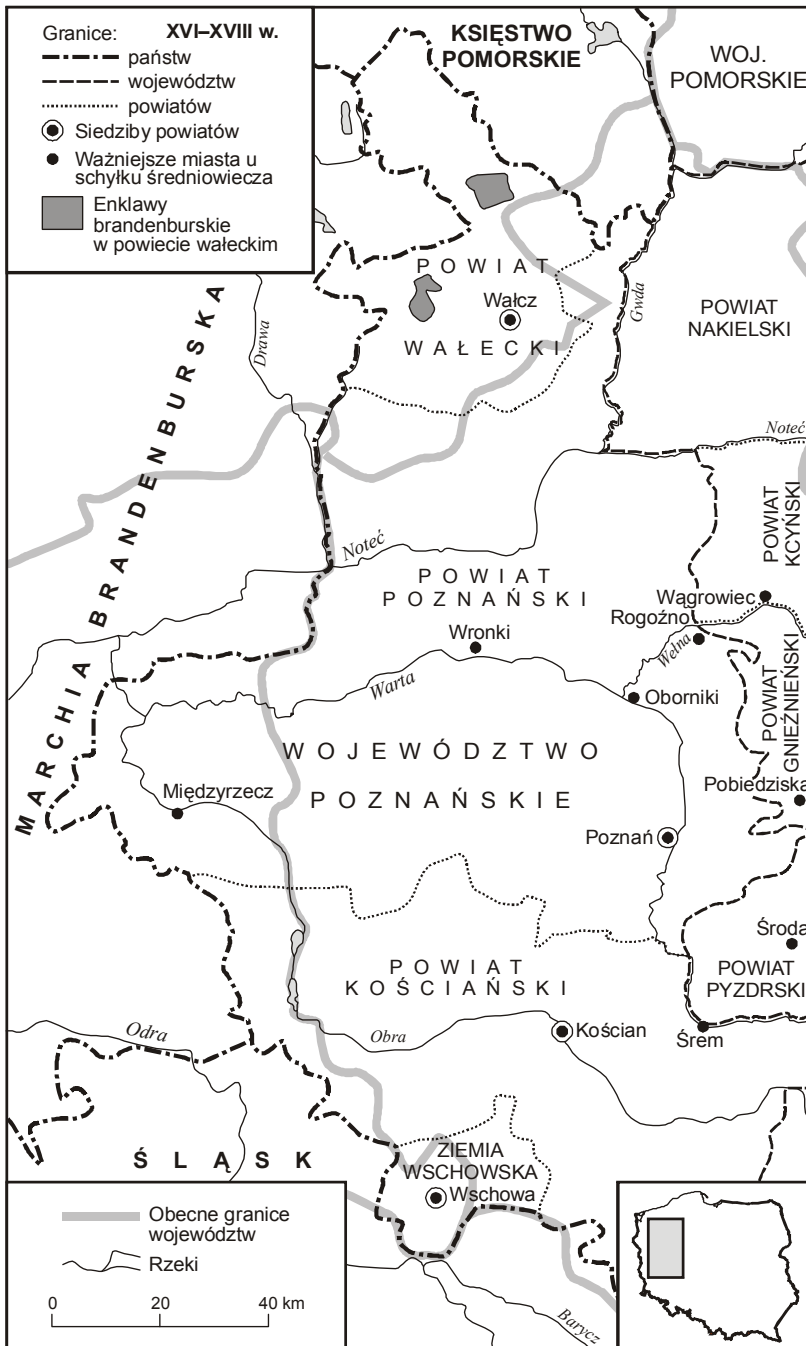 Granice: XVI–XVIII w.
państw
województw
powiatów
Siedziby powiatów
Ważniejsze miasta u
schyłku średniowiecza
Enklawy
brandenburskie
w powiecie wałeckim
KSIĘSTWO
POMORSKIE
WOJ.
POMORSKIE
POWIAT
Wałcz
WAŁECKI
Drawa
Gwda
POWIAT
NAKIELSKI
MARCHIA BRANDENBURSKA
Noteć
Noteć
POWIAT
KCYŃSKI
POWIAT
POZNAŃSKI
Wągrowiec
Rogoźno
Wełna
Wronki
Warta
Oborniki
POWIAT
GNIEŹNIEŃSKI
WOJEWÓDZTWO
POZNAŃSKIE
Międzyrzecz
Pobiedziska
Poznań
Środa
POWIAT
KOŚCIAŃSKI
POWIAT
PYZDRSKI
Odra
Obra
Kościan
Śrem
ŚLĄSK
ZIEMIA
WSCHOWSKA
Wschowa
Obecne granice
województw
Rzeki
0 20 40 km
Barycz